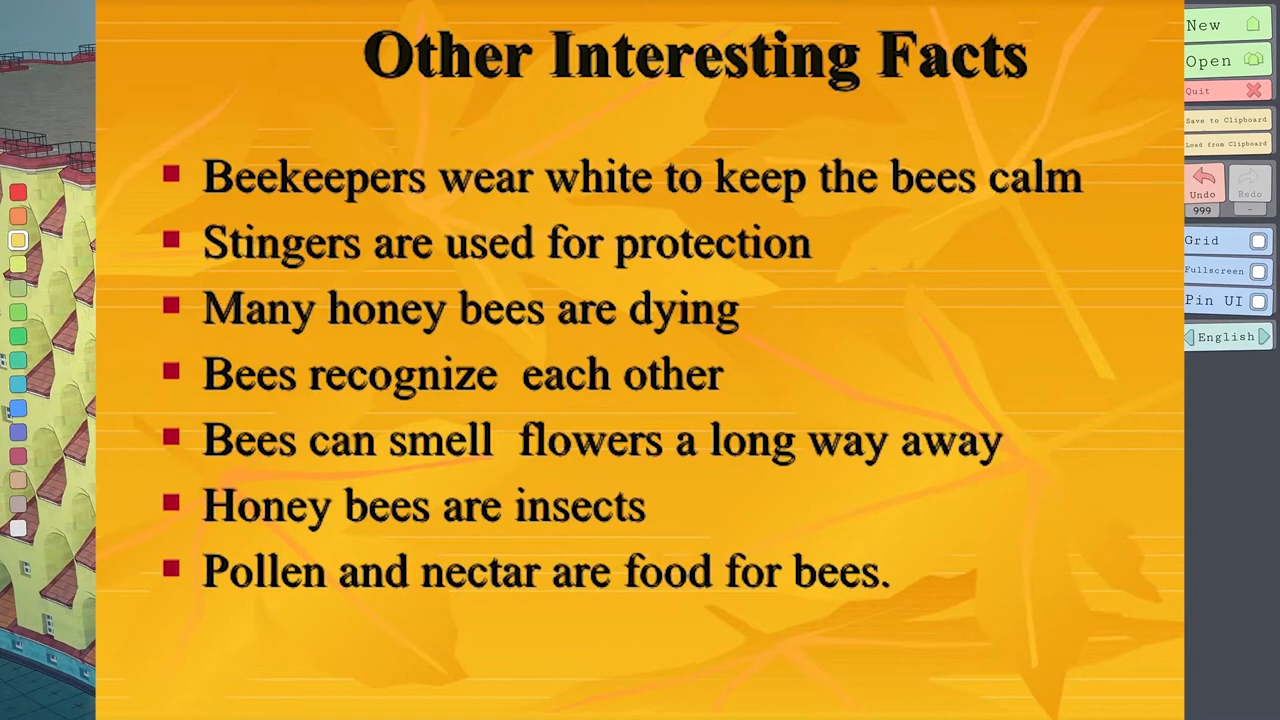 Other Interesting Facts
Beekeepers wear white to keep the bees calm
Stingers are used for protection
Many honey bees are dying
Bees recognize each other
Bees can smell flowers a long way away
Honey bees are insects
Pollen and nectar are food for bees.
New
Open
Quit
Save to Clipboard
Load from Clipboard
Undo Redo
999 -
Grid
Fullscreen
Pin UI
English